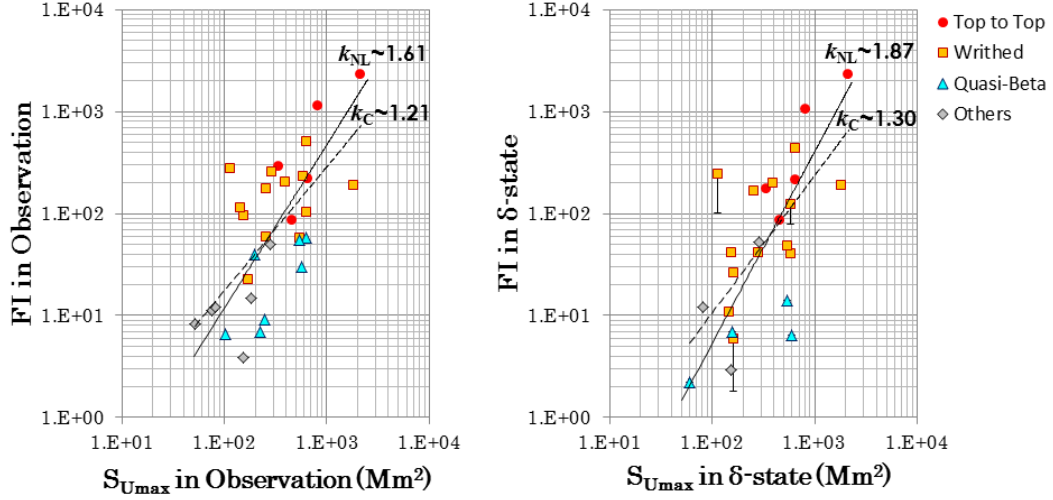 1.E+04
1.E+03
1.E+02
1.E+01
1.E+00
FI in Observation
k_NL~1.61
k_C~1.21
1.E+01
1.E+02
1.E+03
1.E+04
S_Umax in Observation (Mm²)
1.E+04
1.E+03
1.E+02
1.E+01
1.E+00
FI in δ-state
k_NL~1.87
k_C~1.30
1.E+01
1.E+02
1.E+03
1.E+04
S_Umax in δ-state (Mm²)
Top to Top
Writhed
Quasi-Beta
Others